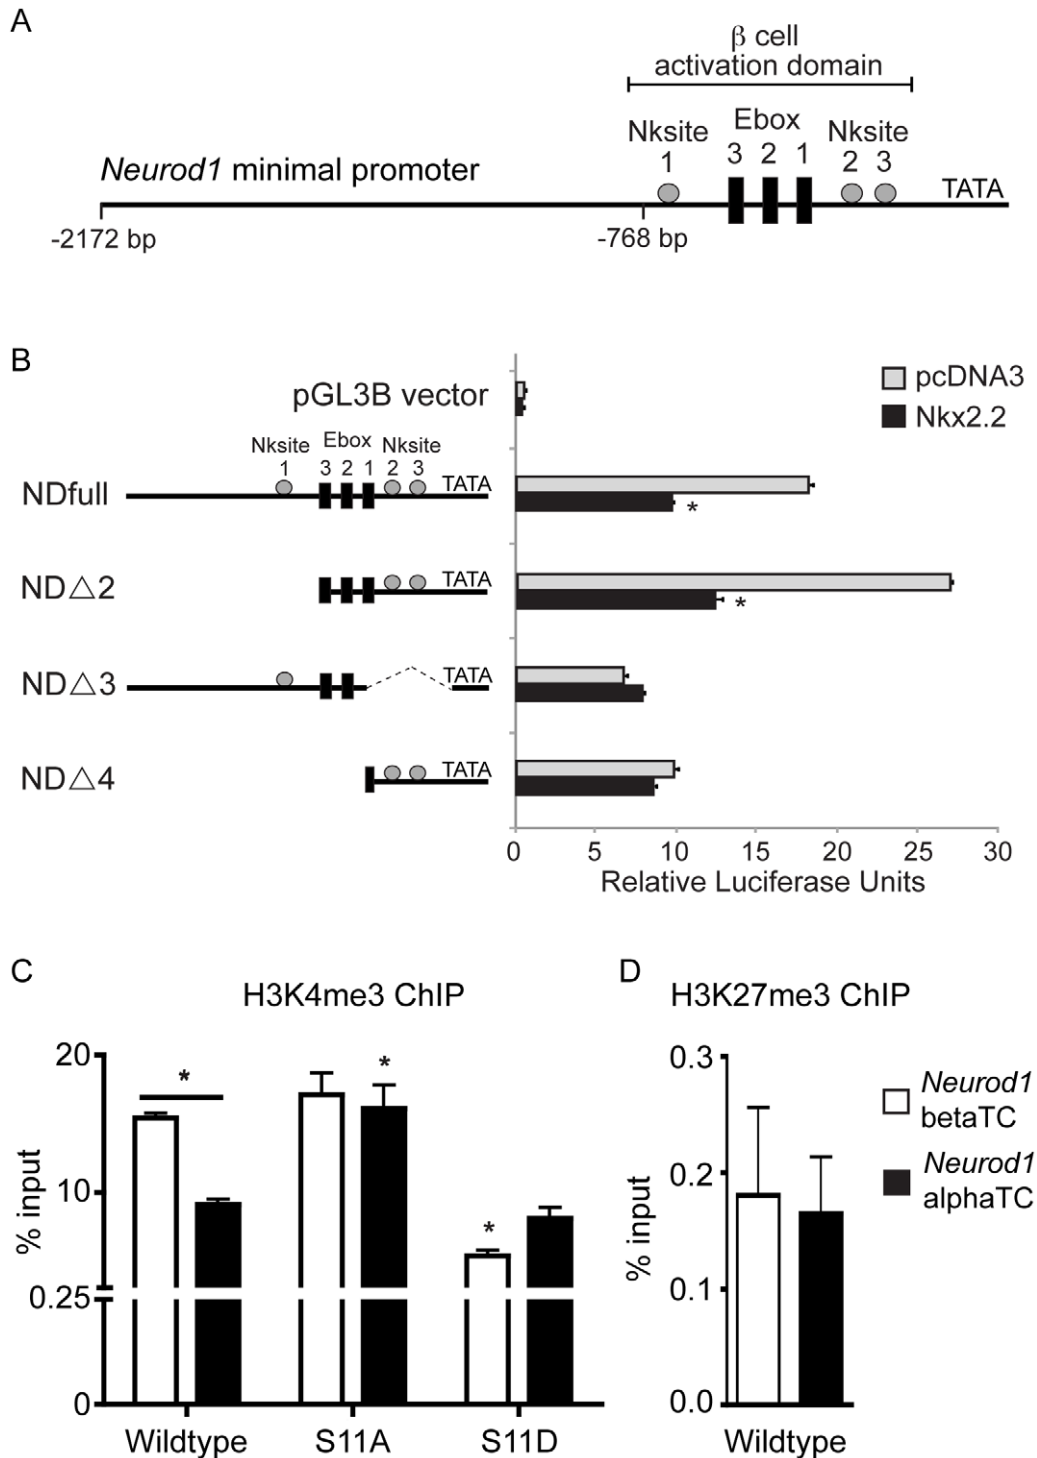 A
β cell
activation domain
Nksite
1
Ebox
3 2 1
Nksite
2 3
Neurod1 minimal promoter
TATA
-2172 bp
-768 bp
B
pGL3B vector
pcDNA3
Nkx2.2
Nksite
1
Ebox
3 2 1
Nksite
2 3
TATA
NDfull
*
ND△2
TATA
*
ND△3
TATA
ND△4
TATA
0 5 10 15 20 25 30
Relative Luciferase Units
C
H3K4me3 ChIP
% input
20
10
0.25
0
*
*
*
Wildtype S11A S11D
D
H3K27me3 ChIP
% input
0.3
0.2
0.1
0.0
Wildtype
Neurod1
betaTC
Neurod1
alphaTC